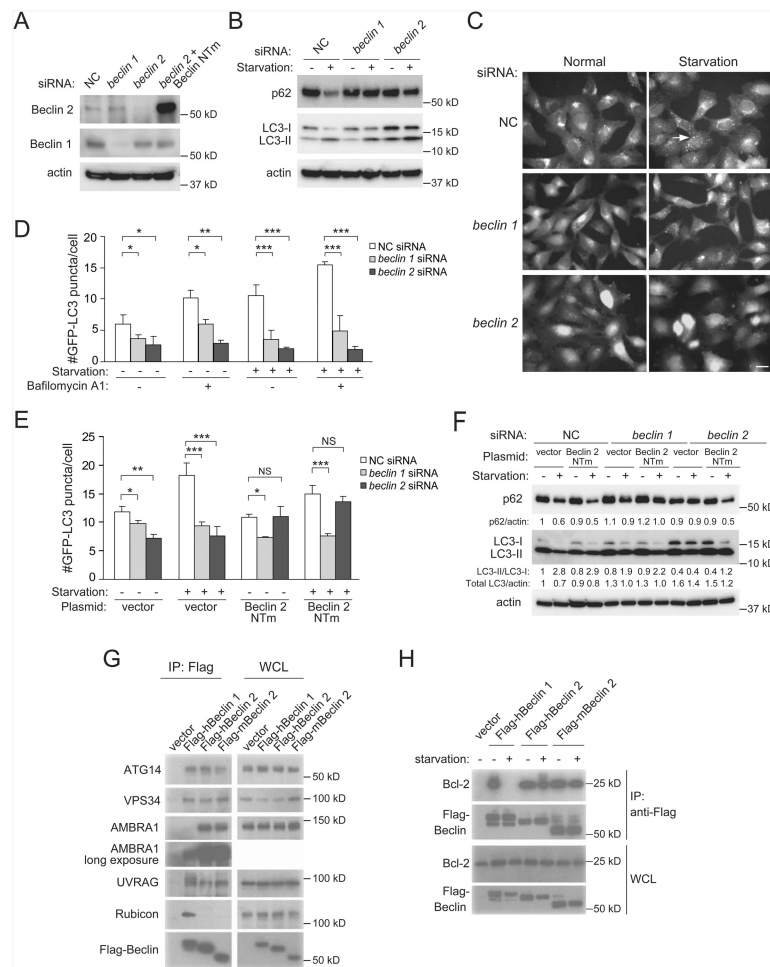 A
siRNA:
NC
beclin 1
beclin 2
beclin 2 +
Beclin NTm
Beclin 2
50 kD
Beclin 1
50 kD
actin
37 kD
B
siRNA: NC beclin 1 beclin 2
Starvation: - + - + - +
p62
50 kD
LC3-I
15 kD
LC3-II
10 kD
actin
37 kD
C
siRNA: Normal Starvation
NC
beclin 1
beclin 2
D
#GFP-LC3 puncta/cell
20
15
10
5
0
* * ** * *** *** *** ***
NC siRNA
beclin 1 siRNA
beclin 2 siRNA
Starvation: - - - - - - + + + + + +
Bafilomycin A1: - + - +
E
#GFP-LC3 puncta/cell
25
20
15
10
5
0
** * *** *** NS * NS ***
NC siRNA
beclin 1 siRNA
beclin 2 siRNA
Starvation: - - - + + + - - - + + +
Plasmid: vector vector Beclin 2 NTm Beclin 2 NTm
F
siRNA: NC beclin 1 beclin 2
Plasmid: vector Beclin 2 NTm vector Beclin 2 NTm vector Beclin 2 NTm
Starvation: - + - + - + - + - + - +
p62
50 kD
p62/actin: 1 0.6 0.9 0.5 1.1 0.9 1.2 1.0 0.9 0.9 0.9 0.5
LC3-I
15 kD
LC3-II
10 kD
LC3-II/LC3-I: 1 2.8 0.8 2.9 0.8 1.9 0.9 2.2 0.4 0.4 0.4 1.2
Total LC3/actin: 1 0.7 0.9 0.8 1.3 1.0 1.3 1.0 1.6 1.4 1.5 1.2
actin
37 kD
G
IP: Flag WCL
vector
Flag-hBeclin 1
Flag-hBeclin 2
Flag-mBeclin 2
vector
Flag-hBeclin 1
Flag-hBeclin 2
Flag-mBeclin 2
ATG14
50 kD
VPS34
100 kD
AMBRA1
150 kD
AMBRA1
long exposure
UVRAG
100 kD
Rubicon
100 kD
Flag-Beclin
50 kD
H
vector
Flag-hBeclin 1
Flag-hBeclin 2
Flag-mBeclin 2
starvation: - - + - + - +
Bcl-2
25 kD
Flag-
Beclin
50 kD
IP:
anti-Flag
Bcl-2
25 kD
Flag-
Beclin
50 kD
WCL